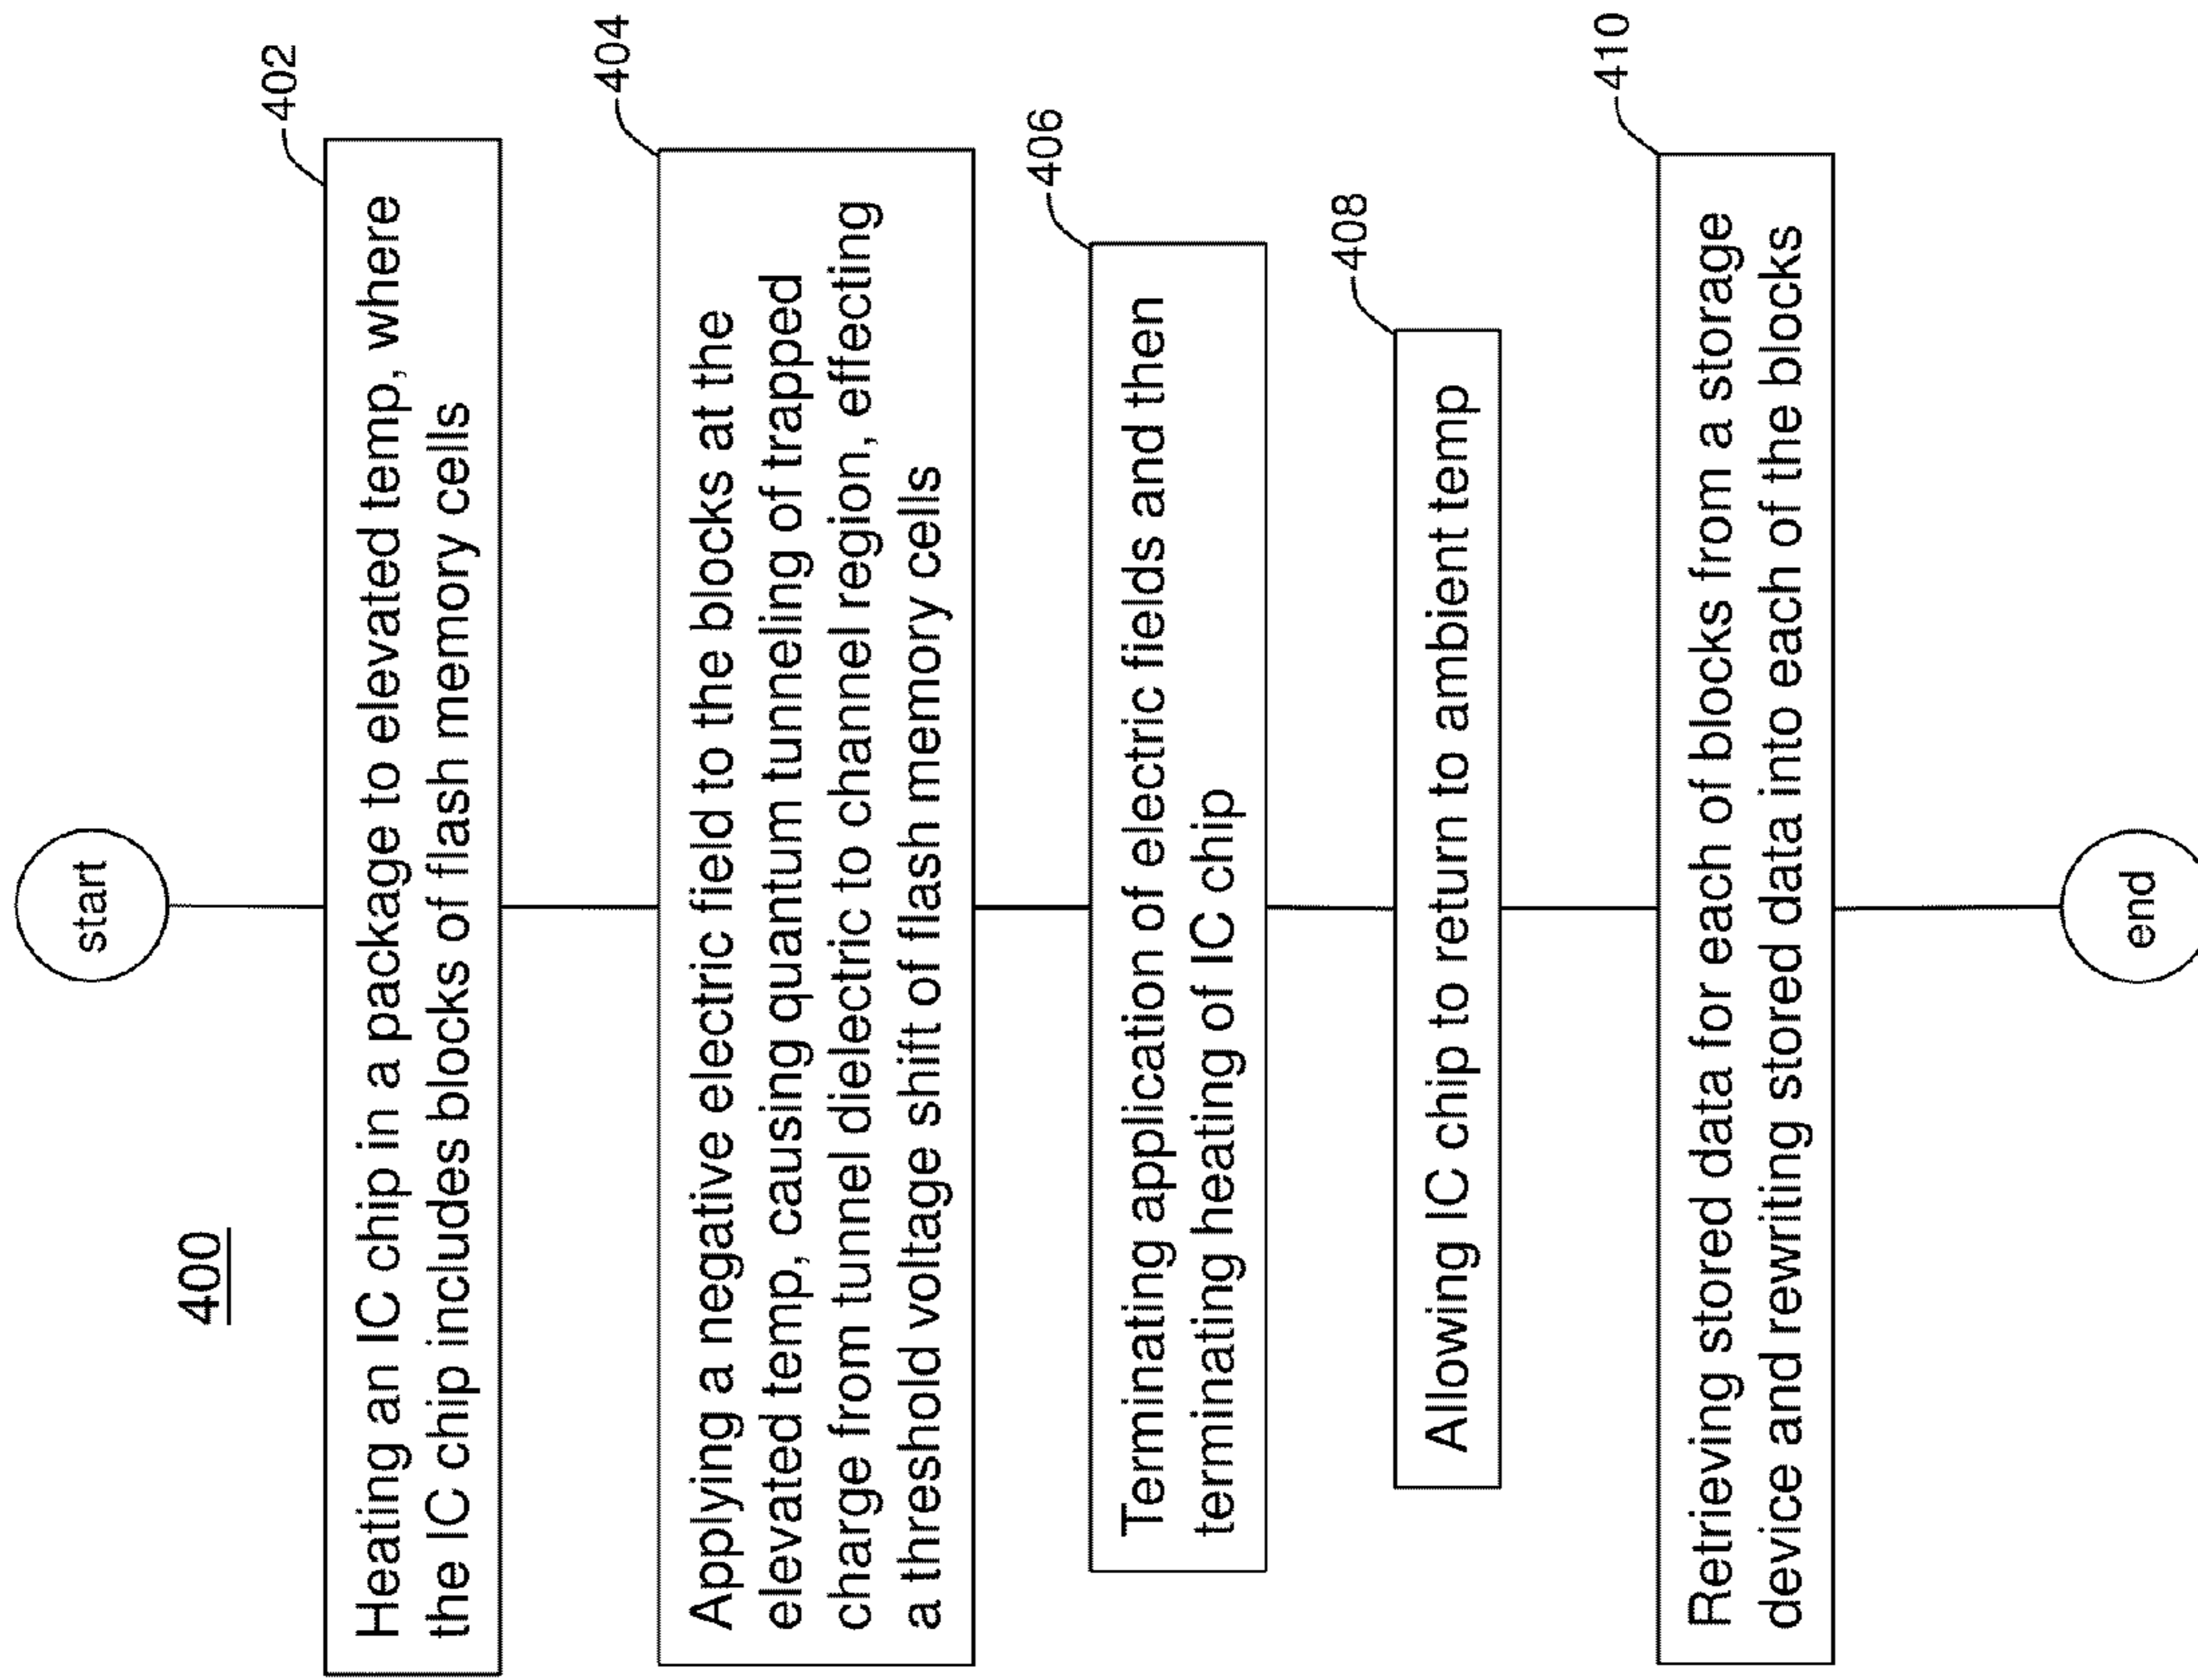 400
start
402
Heating an IC chip in a package to elevated temp, where
the IC chip includes blocks of flash memory cells
404
Applying a negative electric field to the blocks at the
elevated temp, causing quantum tunneling of trapped
charge from tunnel dielectric to channel region, effecting
a threshold voltage shift of flash memory cells
406
Terminating application of electric fields and then
terminating heating of IC chip
408
Allowing IC chip to return to ambient temp
410
Retrieving stored data for each of blocks from a storage
device and rewriting stored data into each of the blocks
end